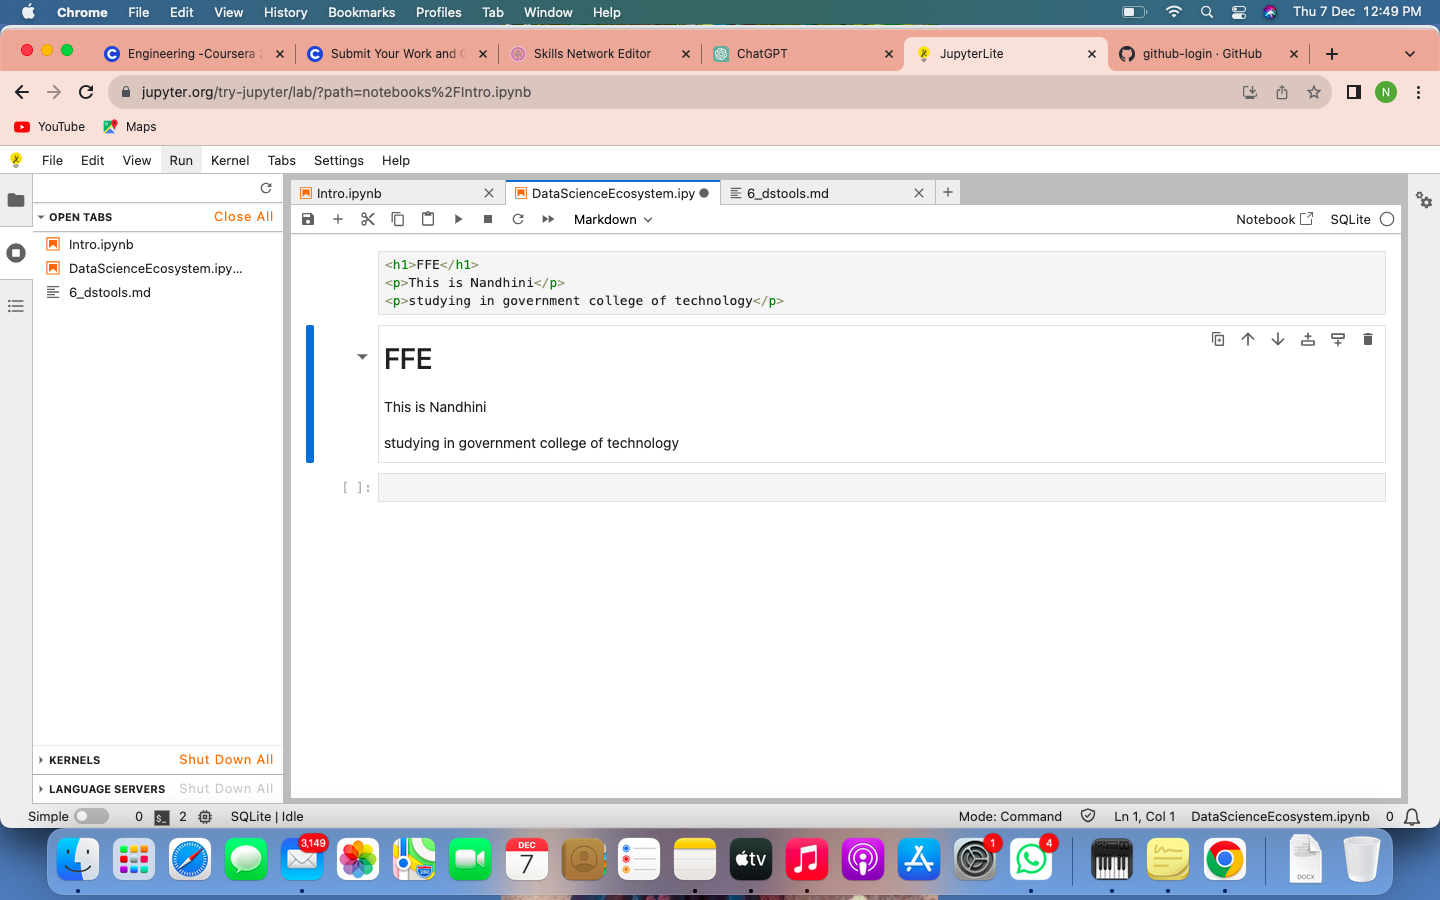 Chrome File Edit View History Bookmarks Profiles Tab Window Help Thu 7 Dec 12:49 PM
Engineering -Coursera Submit Your Work and Skills Network Editor ChatGPT JupyterLite github-login · GitHub
jupyter.org/try-jupyter/lab/?path=notebooks%2FIntro.ipynb N
YouTube Maps
File Edit View Run Kernel Tabs Settings Help
Intro.ipynb DataScienceEcosystem.ipy 6_dstools.md
OPEN TABS Close All
Markdown Notebook SQLite
Intro.ipynb
DataScienceEcosystem.ipy...
6_dstools.md
<h1>FFE</h1>
<p>This is Nandhini</p>
<p>studying in government college of technology</p>
FFE
This is Nandhini
studying in government college of technology
[ ]:
KERNELS Shut Down All
LANGUAGE SERVERS Shut Down All
Simple 0 $_ 2 SQLite | Idle Mode: Command Ln 1, Col 1 DataScienceEcosystem.ipynb 0
3,149 DEC 7 280 tv 1 4 DOCX